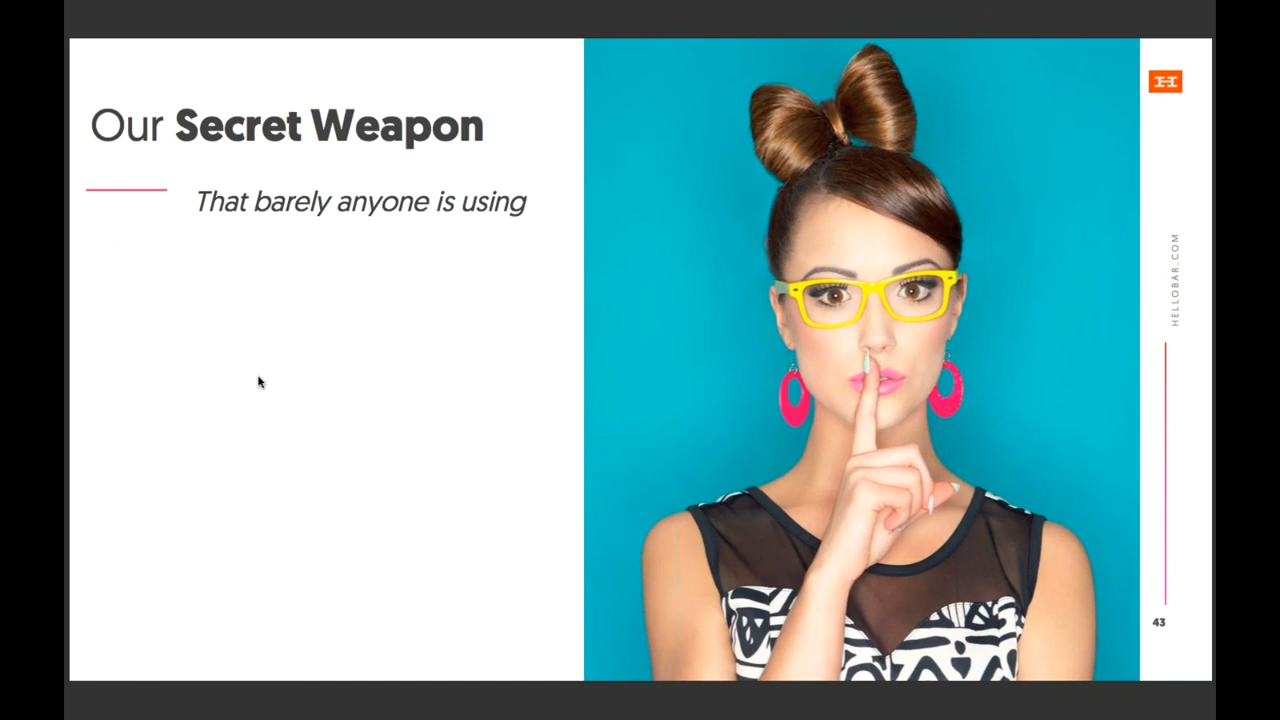 Our Secret Weapon
That barely anyone is using
H
HELLOBAR.COM
43